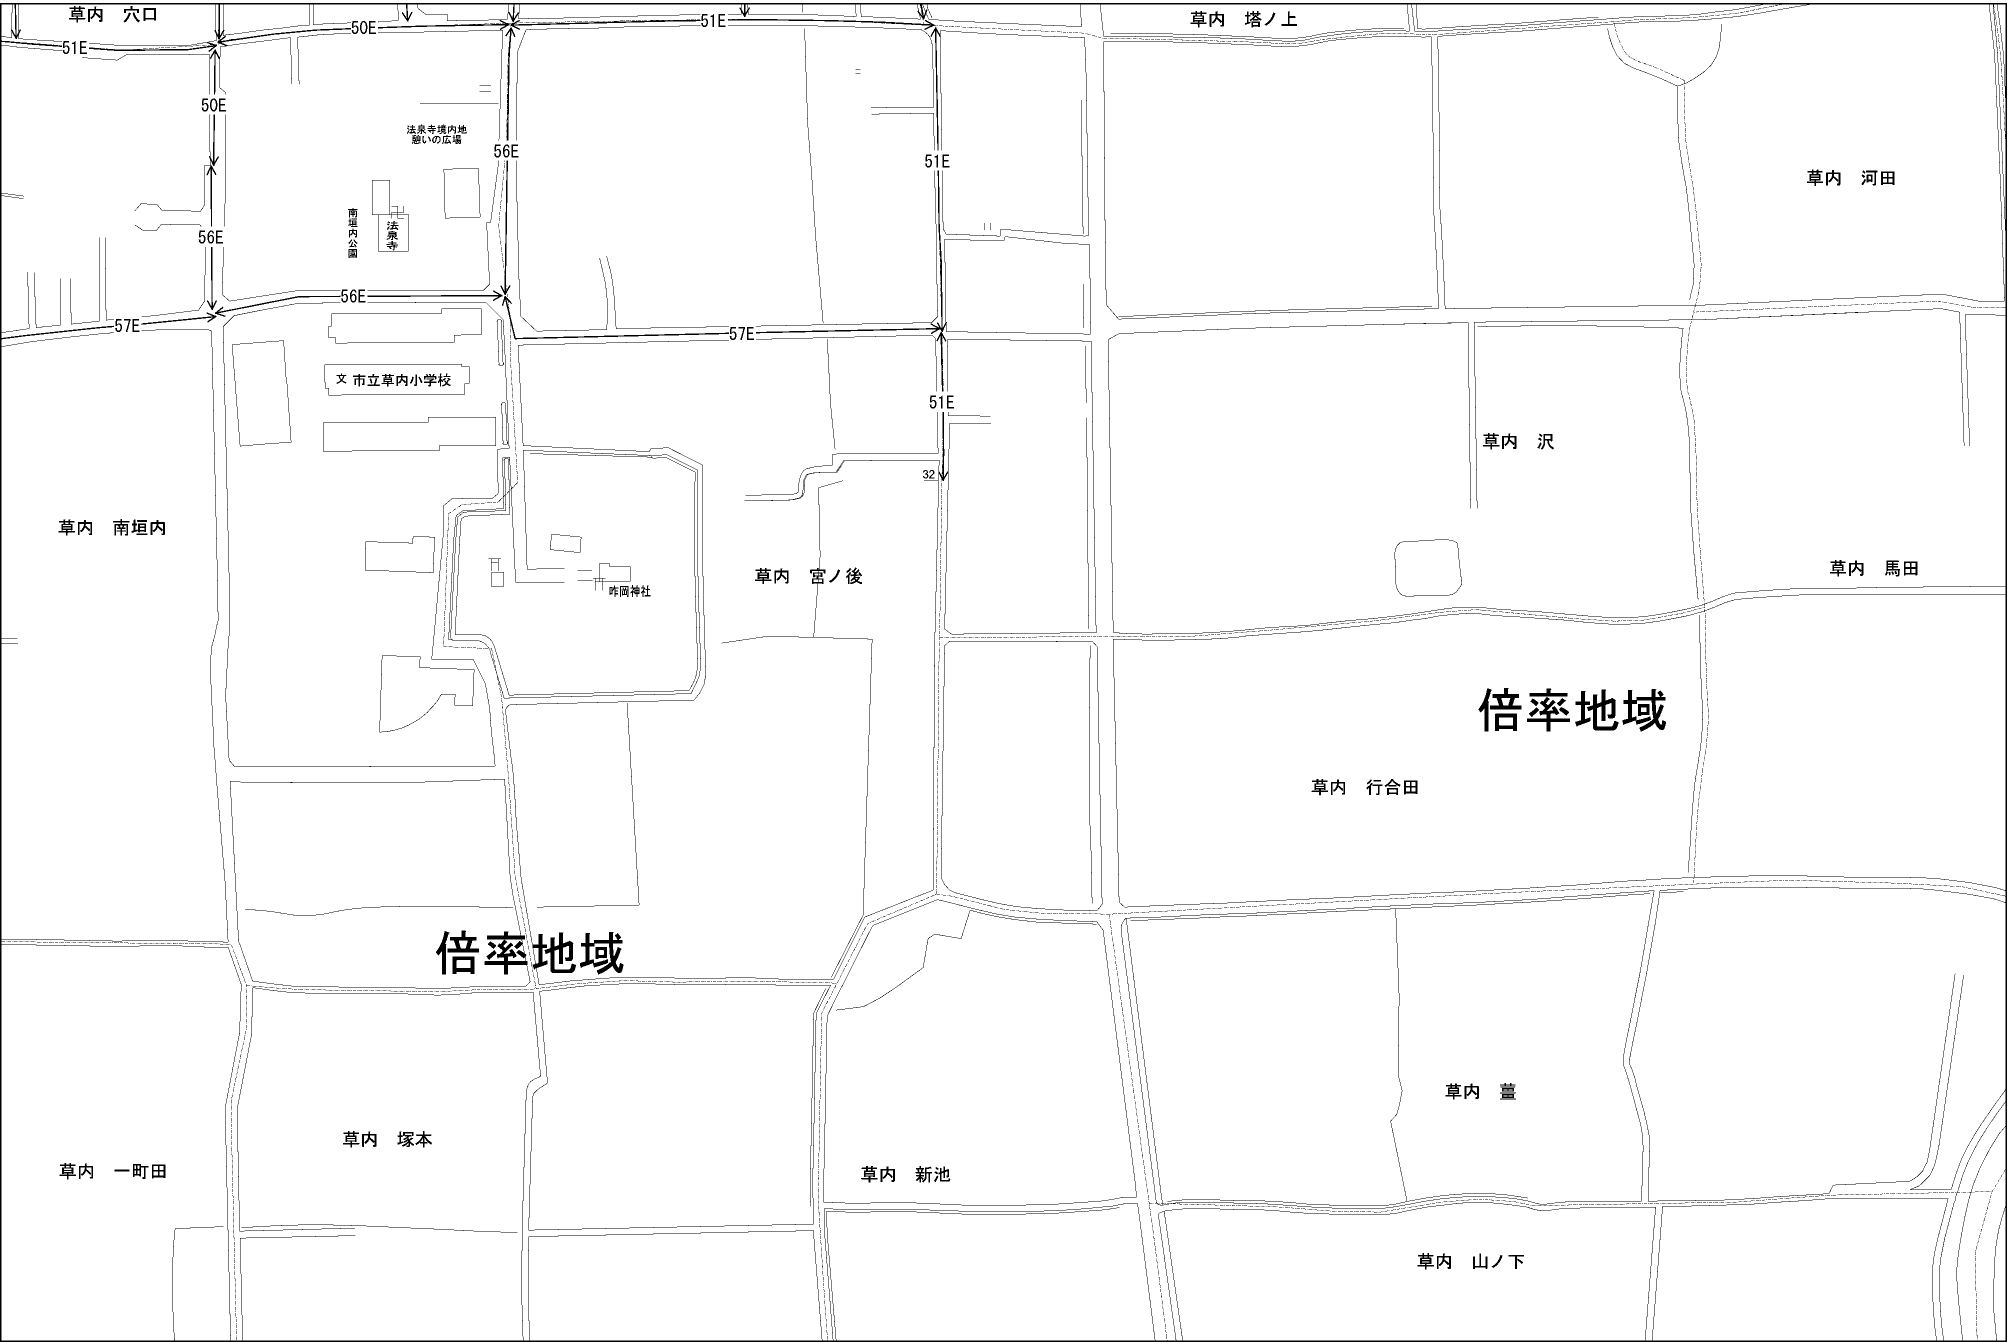 草内　穴口
50E
51E
草内　塔ノ上
51E
50E
法泉寺境内地
憩いの広場
56E
51E
草内　河田
南垣内公園
法泉寺
56E
56E
57E
57E
文 市立草内小学校
51E
草内　沢
32
草内　南垣内
草内　宮ノ後
咋岡神社
草内　馬田
倍率地域
草内　行合田
倍率地域
草内　薑
草内　塚本
草内　一町田
草内　新池
草内　山ノ下